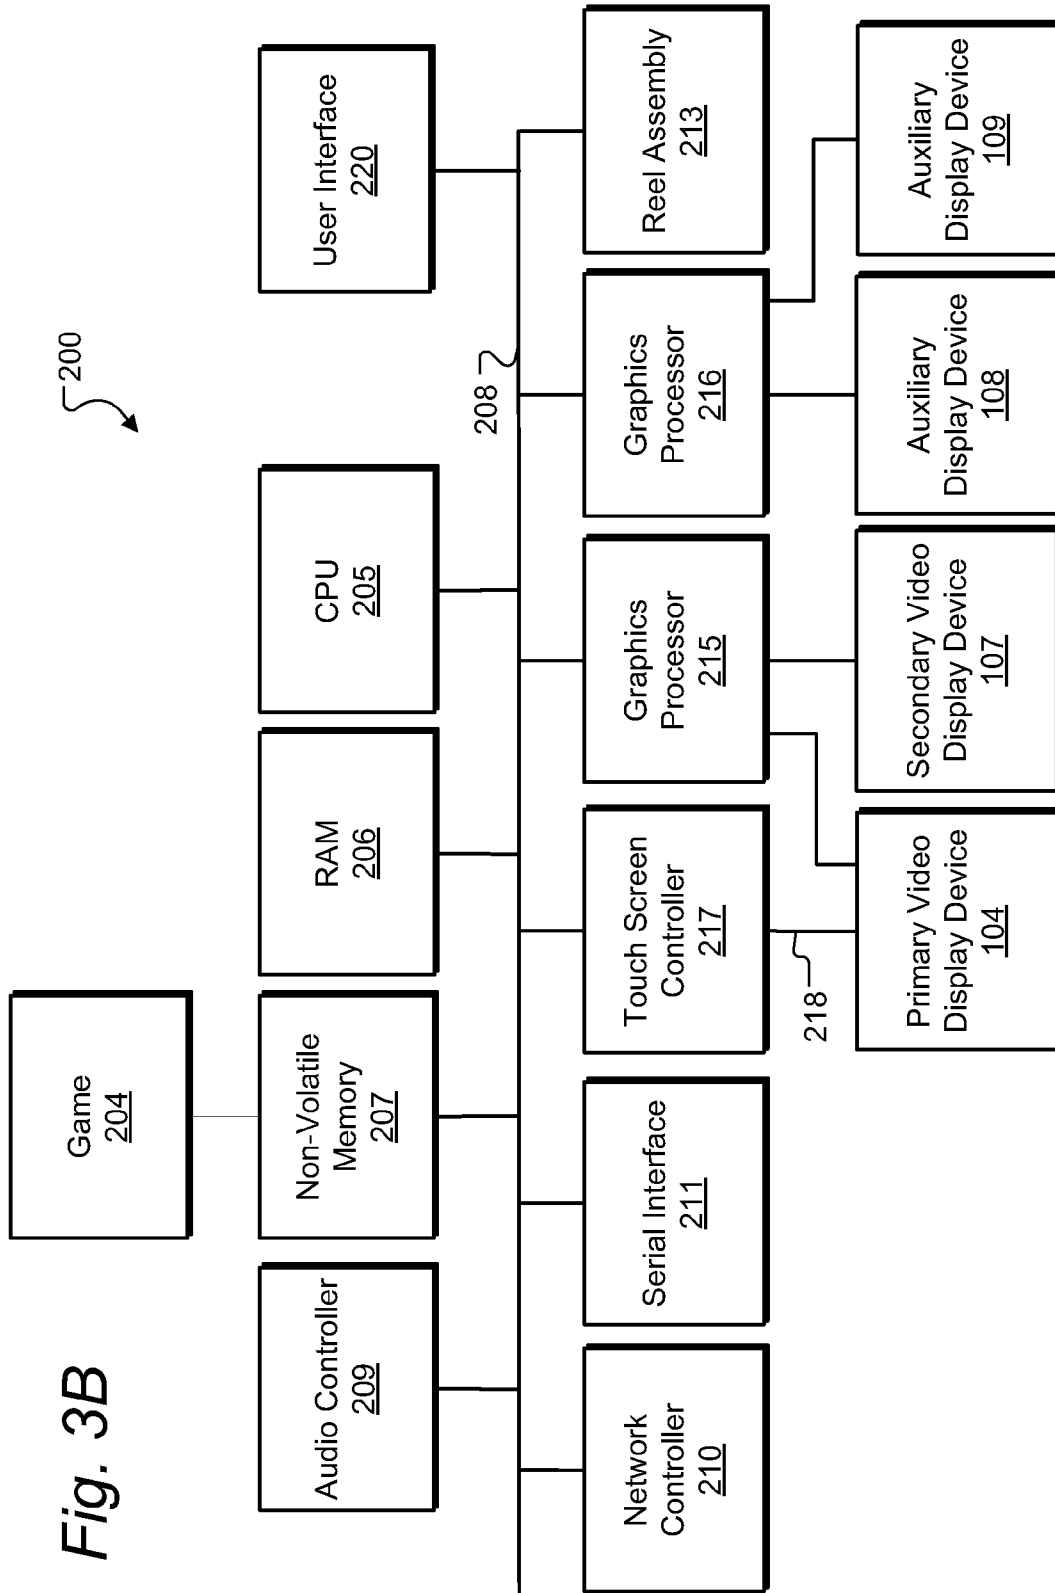 Fig. 3B
200
Game
204
Audio Controller
209
Non-Volatile
Memory
207
RAM
206
CPU
205
User Interface
220
208
Network
Controller
210
Serial Interface
211
Touch Screen
Controller
217
Graphics
Processor
215
Graphics
Processor
216
Reel Assembly
213
218
Primary Video
Display Device
104
Secondary Video
Display Device
107
Auxiliary
Display Device
108
Auxiliary
Display Device
109